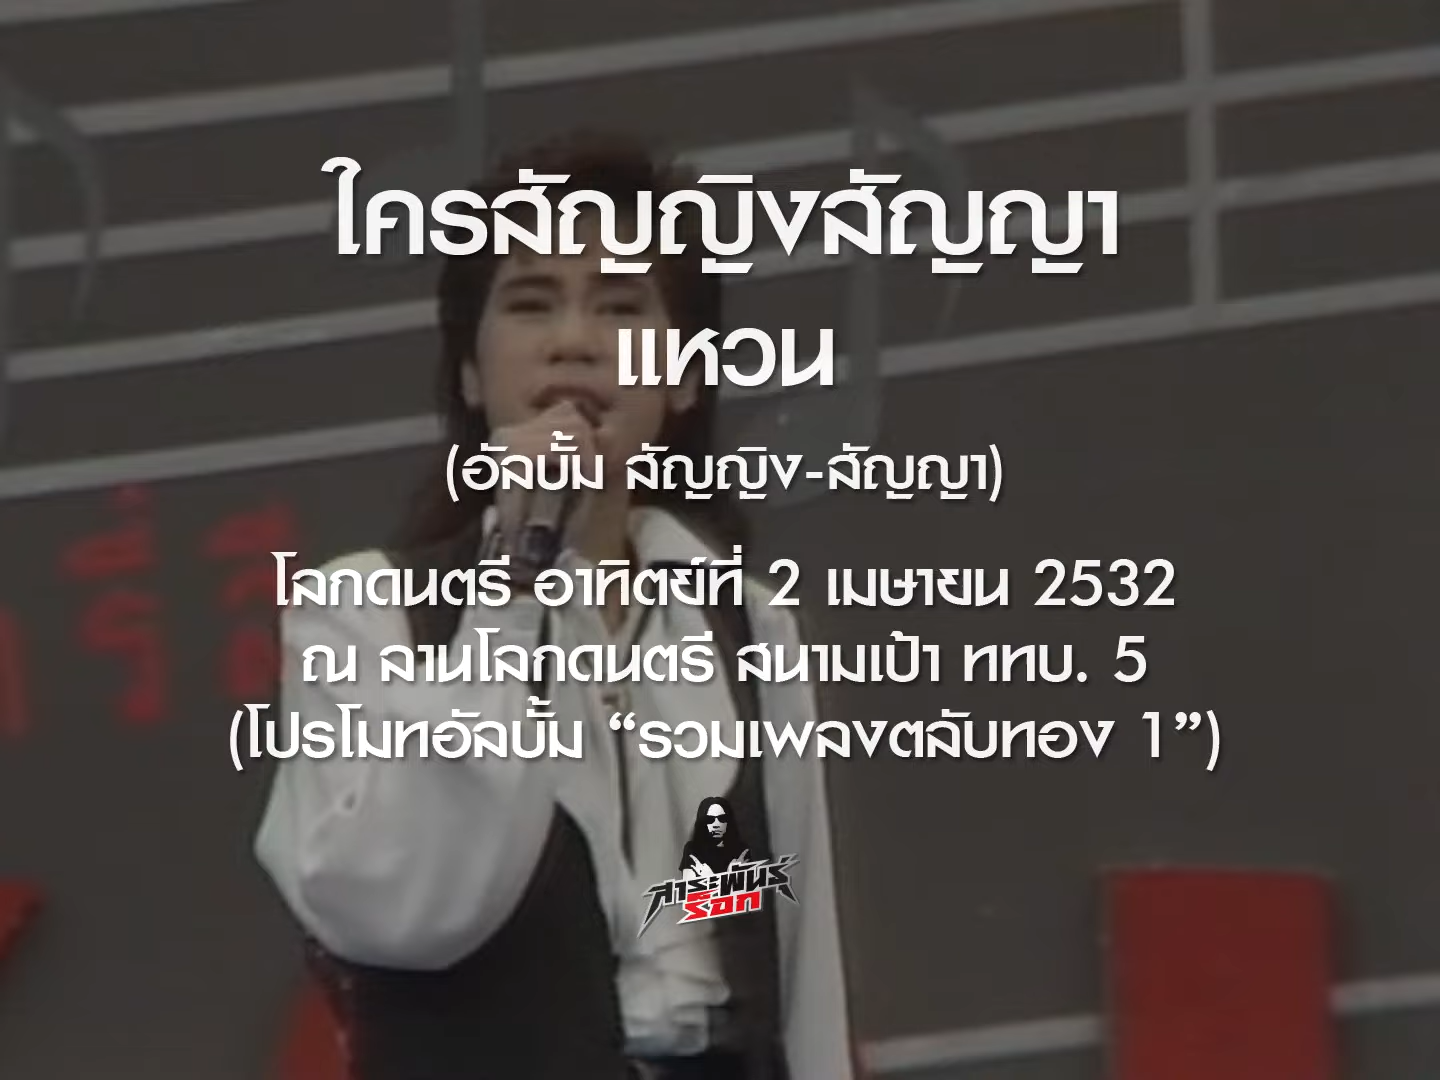 ใครสัญญิงสัญญา
แหวน
(อัลบั้ม สัญญิง-สัญญา)
โลกดนตรี อาทิตย์ที่ 2 เมษายน 2532
ณ ลานโลกดนตรี สนามเป้า ททบ. 5
(โปรโมทอัลบั้ม “รวมเพลงตลับทอง 1”)
สาระพันธุ์
ร็อก